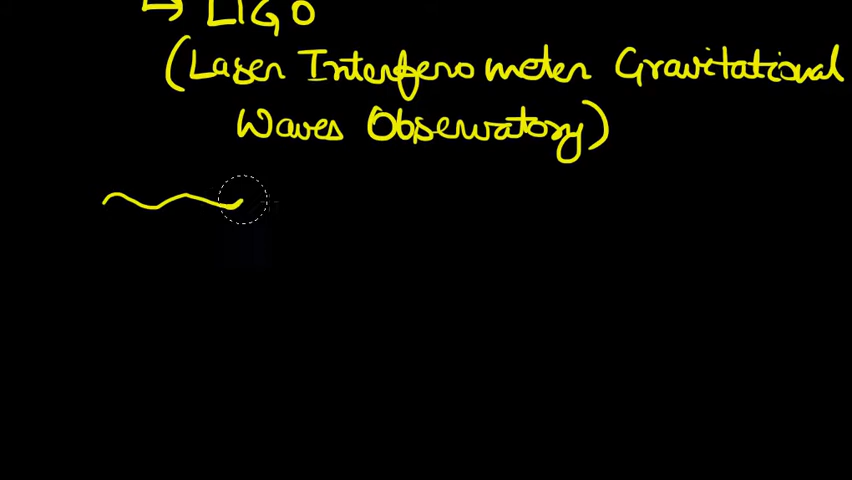 ↳ LIGO
(Laser Interferometer Gravitational
Waves Observatory)